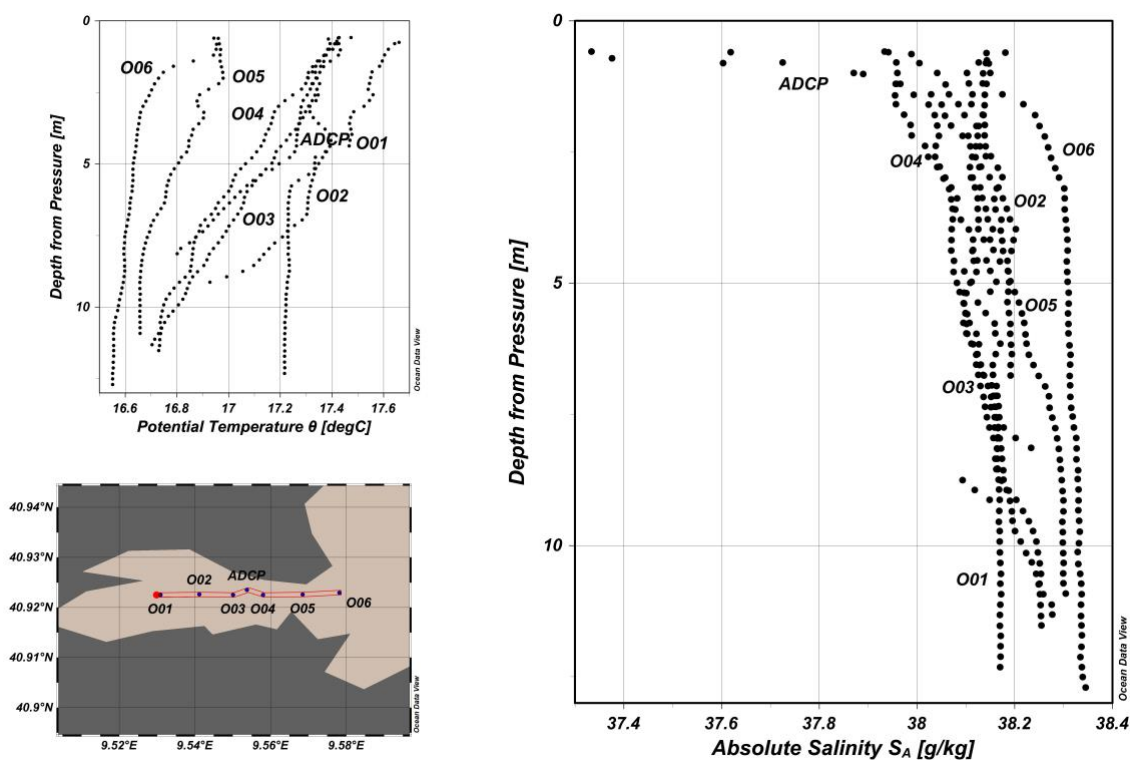 0
5
10
Depth from Pressure [m]
O06
O05
O04
ADCP
O01
O02
O03
16.6 16.8 17 17.2 17.4 17.6
Potential Temperature θ [degC]
Ocean Data View
40.94°N
40.93°N
40.92°N
40.91°N
40.9°N
O02 ADCP
O01 O03 O04 O05 O06
9.52°E 9.54°E 9.56°E 9.58°E
Ocean Data View
0
5
10
Depth from Pressure [m]
ADCP
O04
O06
O02
O05
O03
O01
37.4 37.6 37.8 38 38.2 38.4
Absolute Salinity SA [g/kg]
Ocean Data View